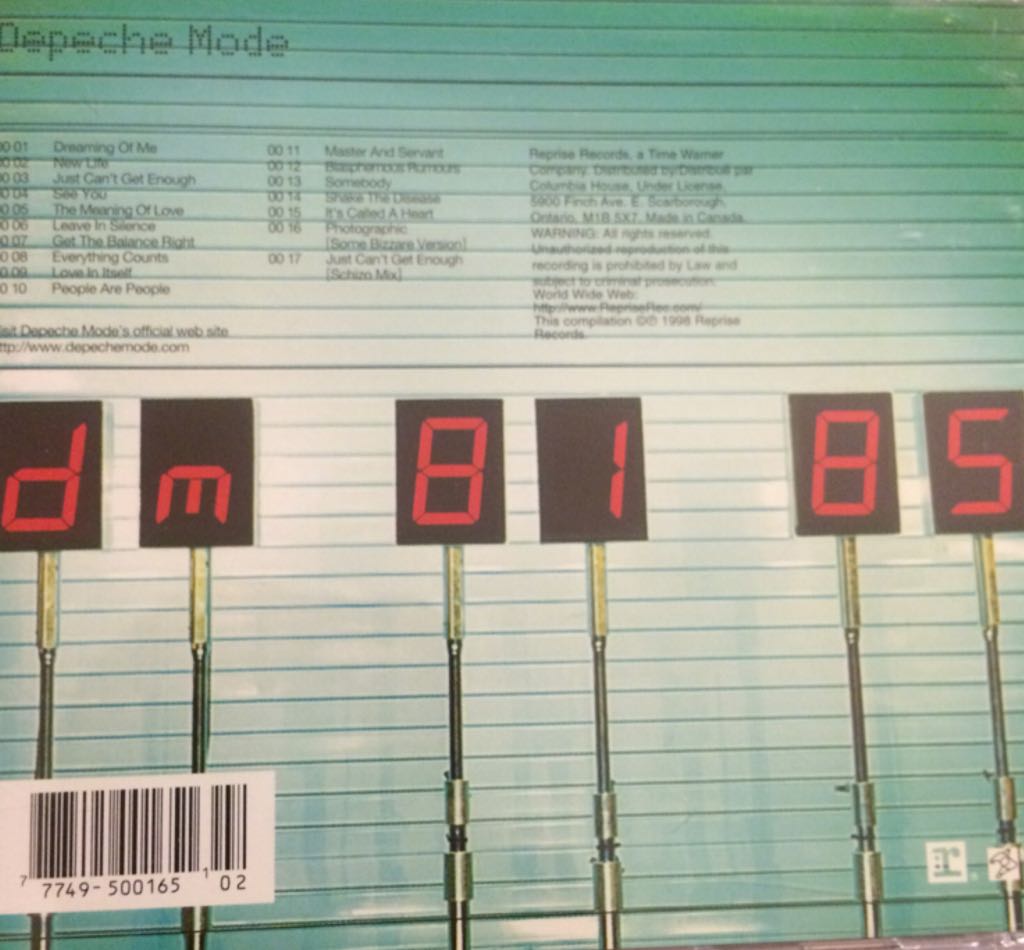 Depeche Mode
00 01 Dreaming Of Me
00 02 New Life
00 03 Just Can't Get Enough
00 04 See You
00 05 The Meaning Of Love
00 06 Leave In Silence
00 07 Get The Balance Right
00 08 Everything Counts
00 09 Love In Itself
0 10 People Are People
00 11 Master And Servant
00 12 Blasphemous Rumours
00 13 Somebody
00 14 Shake The Disease
00 15 It's Called A Heart
00 16 Photographic
[Some Bizzare Version]
00 17 Just Can't Get Enough
[Schizo Mix]
Reprise Records, a Time Warner
Company. Distributed by/Distribué par
Columbia House, Under License,
5900 Finch Ave. E. Scarborough,
Ontario, M1B 5X7. Made in Canada.
WARNING: All rights reserved.
Unauthorized reproduction of this
recording is prohibited by Law and
subject to criminal prosecution.
World Wide Web:
http://www.RepriseRec.com/
This compilation ©℗ 1998 Reprise
Records.
isit Depeche Mode's official web site
ttp://www.depechemode.com
dm 81 85
7 7749-500165 1 02
r